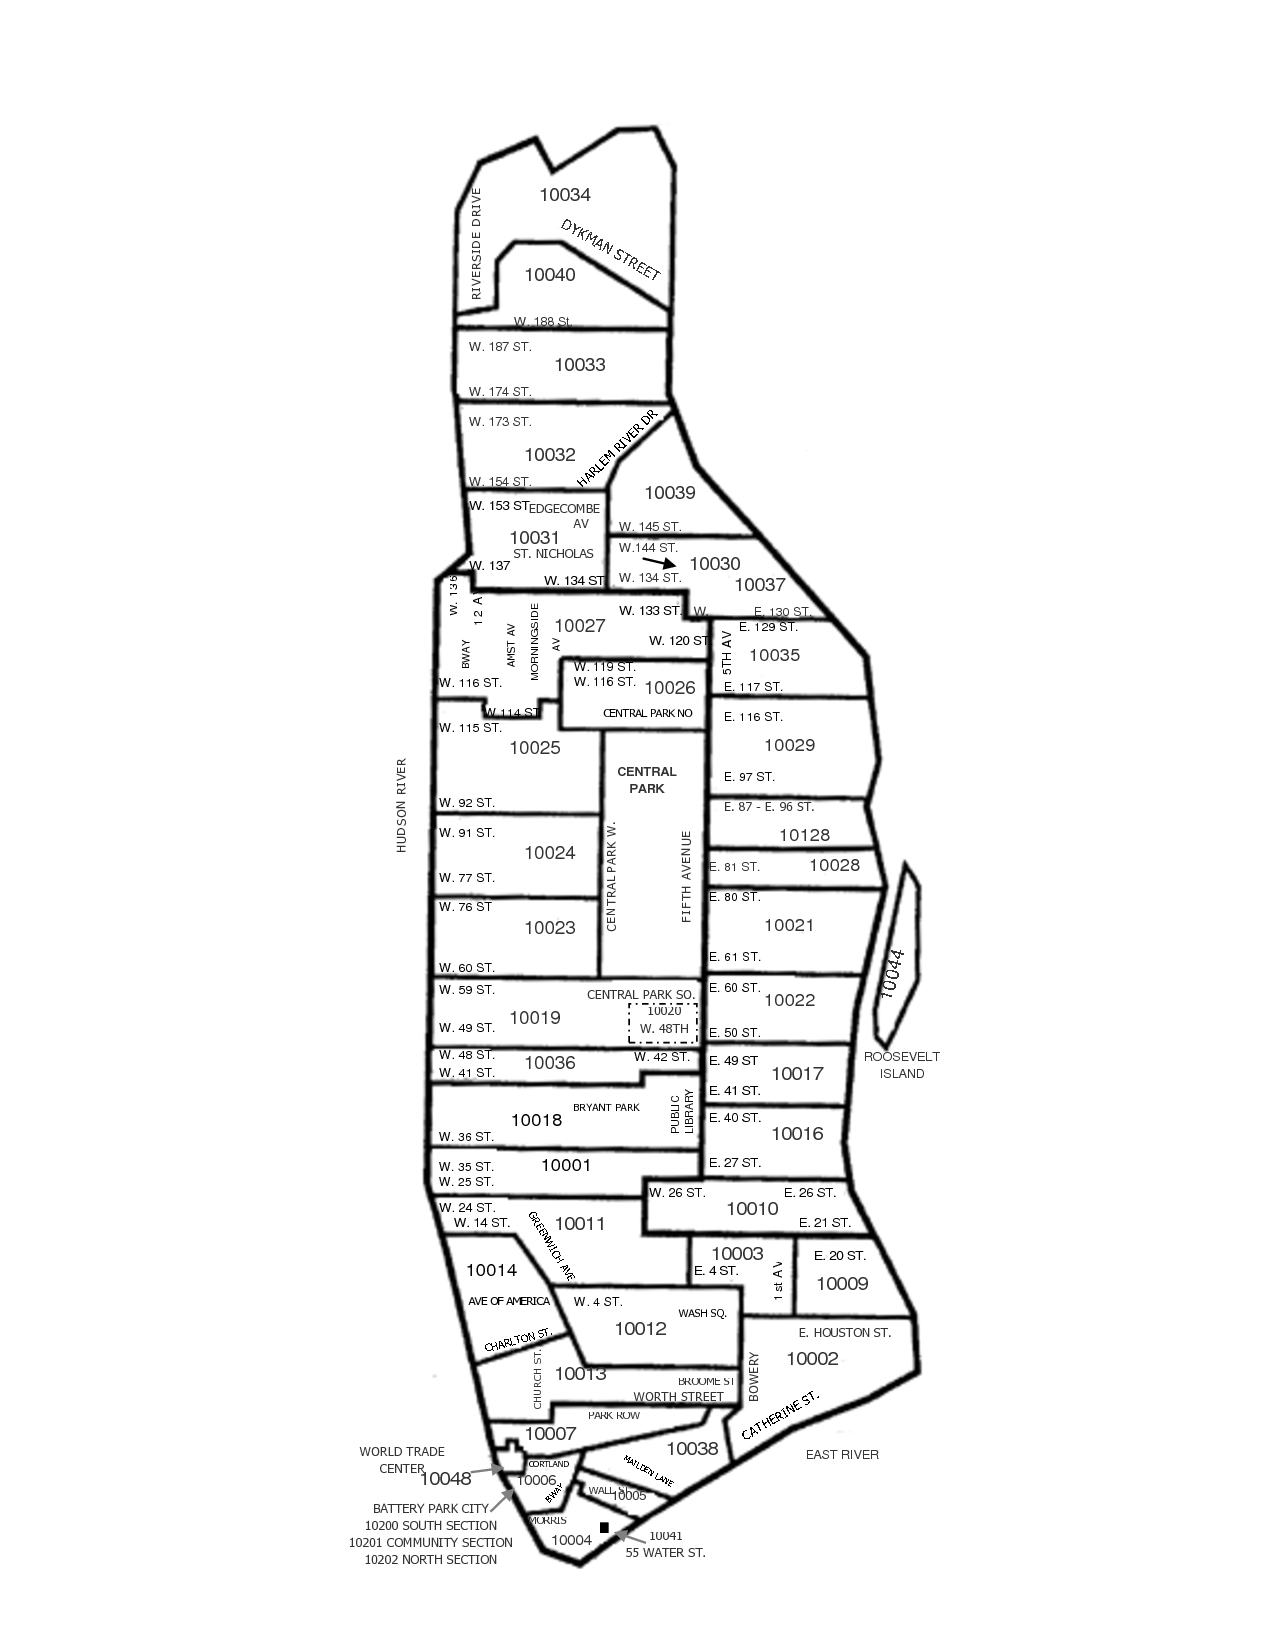 10034
RIVERSIDE DRIVE
DYKMAN STREET
10040
W. 188 St.
W. 187 ST.
10033
W. 174 ST.
W. 173 ST.
HARLEM RIVER DR
10032
W. 154 ST.
10039
W. 153 ST
EDGECOMBE
AV
W. 145 ST.
10031
ST. NICHOLAS
W. 137
W. 134 ST
W.144 ST.
10030
W. 134 ST.
10037
W. 136
12 A
W. 133 ST.
W.
E. 130 ST.
BWAY
AMST AV
MORNINGSIDE
AV
10027
W. 120 ST
5TH AV
E. 129 ST.
10035
E. 117 ST.
W. 116 ST.
W. 119 ST.
W. 116 ST.
10026
CENTRAL PARK NO
W. 114 ST
W. 115 ST.
10025
W. 92 ST.
E. 116 ST.
10029
E. 97 ST.
CENTRAL
PARK
HUDSON RIVER
CENTRAL PARK W.
FIFTH AVENUE
E. 87 - E. 96 ST.
10128
W. 91 ST.
10024
W. 77 ST.
E. 81 ST.
10028
W. 76 ST
10023
W. 60 ST.
E. 80 ST.
10021
E. 61 ST.
10044
ROOSEVELT
ISLAND
W. 59 ST.
CENTRAL PARK SO.
10019
10020
W. 48TH
W. 49 ST.
E. 60 ST.
10022
E. 50 ST.
W. 48 ST.
10036
W. 42 ST.
W. 41 ST.
E. 49 ST
10017
E. 41 ST.
BRYANT PARK
PUBLIC
LIBRARY
10018
W. 36 ST.
E. 40 ST.
10016
E. 27 ST.
W. 35 ST.
10001
W. 25 ST.
W. 26 ST.
E. 26 ST.
10010
E. 21 ST.
W. 24 ST.
W. 14 ST.
GREENWICH AVE
10011
10003
E. 4 ST.
1 st AV
E. 20 ST.
10009
10014
AVE OF AMERICA
CHARLTON ST.
W. 4 ST.
WASH SQ.
10012
E. HOUSTON ST.
10002
BOWERY
CATHERINE ST.
EAST RIVER
CHURCH ST.
10013
BROOME ST
WORTH STREET
PARK ROW
10007
10038
MAILDEN LANE
WORLD TRADE
CENTER
10048
CORTLAND
10006
BWAY
WALL ST
10005
MORRIS
10004
BATTERY PARK CITY
10200 SOUTH SECTION
10201 COMMUNITY SECTION
10202 NORTH SECTION
10041
55 WATER ST.